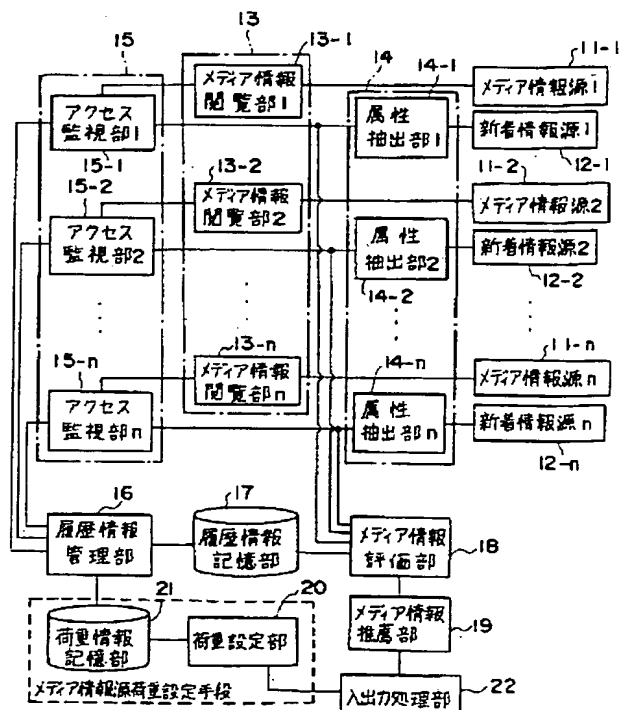 15
13
13-1
11-1
メディア情報
閲覧部1
14
14-1
メディア情報源1
アクセス
監視部1
属性
抽出部1
新着情報源1
15-1
12-1
15-2
13-2
11-2
メディア情報
閲覧部2
メディア情報源2
アクセス
監視部2
属性
抽出部2
新着情報源2
14-2
12-2
15-n
13-n
14-n
11-n
メディア情報
閲覧部n
メディア情報源n
アクセス
監視部n
属性
抽出部n
新着情報源n
12-n
16
17
履歴情報
管理部
履歴情報
記憶部
メディア情報
評価部
18
21
20
荷重情報
記憶部
荷重設定部
メディア情報
推薦部
19
メディア情報源荷重設定手段
入出力処理部
22